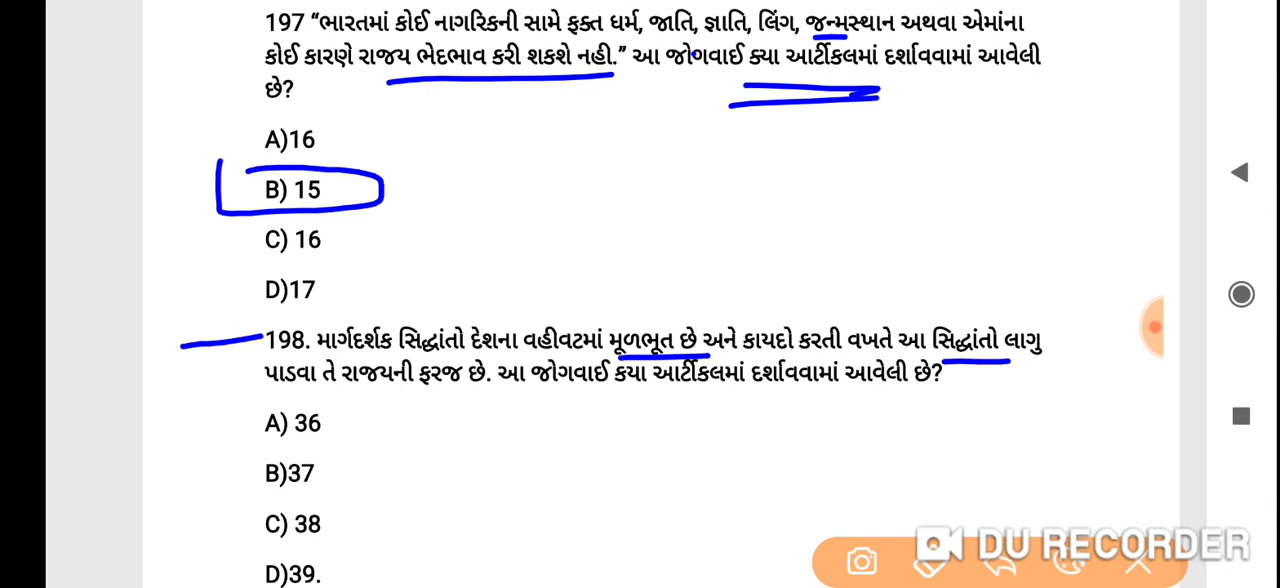 197 “ભારતમાં કોઈ નાગરિકની સામે ફક્ત ધર્મ, જાતિ, જ્ઞાતિ, લિંગ, જન્મસ્થાન અથવા એમાંના
કોઈ કારણે રાજય ભેદભાવ કરી શકશે નહી.” આ જોગવાઈ ક્યા આર્ટીકલમાં દર્શાવવામાં આવેલી
છે?
A)16
B) 15
C) 16
D)17
198. માર્ગદર્શક સિદ્ધાંતો દેશના વહીવટમાં મૂળભૂત છે અને કાયદો કરતી વખતે આ સિદ્ધાંતો લાગુ
પાડવા તે રાજયની ફરજ છે. આ જોગવાઈ કયા આર્ટીકલમાં દર્શાવવામાં આવેલી છે?
A) 36
B)37
C) 38
D)39.
DU RECORDER